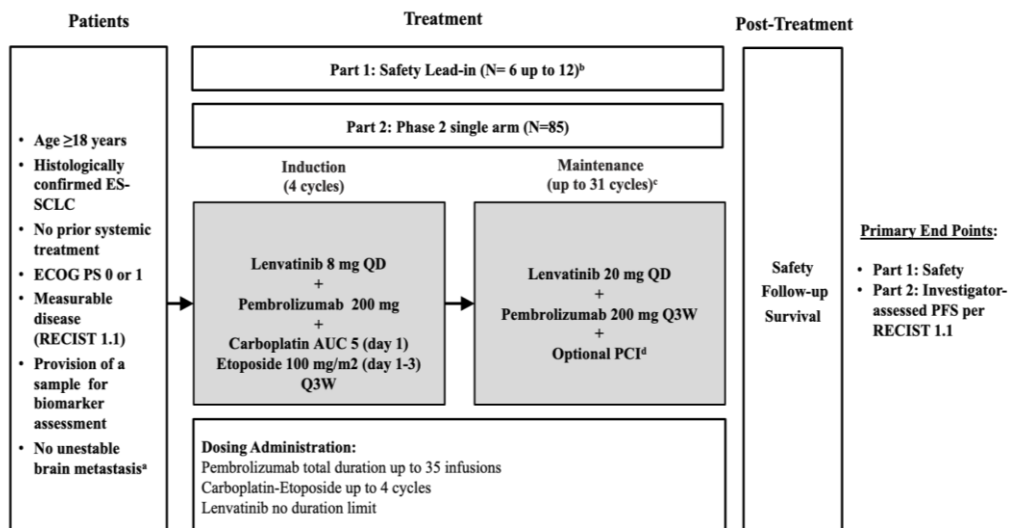 Patients
Treatment
Post-Treatment
• Age ≥18 years
• Histologically
confirmed ES-
SCLC
• No prior systemic
treatment
• ECOG PS 0 or 1
• Measurable
disease
(RECIST 1.1)
• Provision of a
sample for
biomarker
assessment
• No unestable
brain metastasisᵃ
Part 1: Safety Lead-in (N= 6 up to 12)ᵇ
Part 2: Phase 2 single arm (N=85)
Induction
(4 cycles)
Lenvatinib 8 mg QD
+
Pembrolizumab 200 mg
+
Carboplatin AUC 5 (day 1)
Etoposide 100 mg/m2 (day 1-3)
Q3W
Maintenance
(up to 31 cycles)ᶜ
Lenvatinib 20 mg QD
+
Pembrolizumab 200 mg Q3W
+
Optional PCIᵈ
Dosing Administration:
Pembrolizumab total duration up to 35 infusions
Carboplatin-Etoposide up to 4 cycles
Lenvatinib no duration limit
Safety
Follow-up
Survival
Primary End Points:
• Part 1: Safety
• Part 2: Investigator-
assessed PFS per
RECIST 1.1